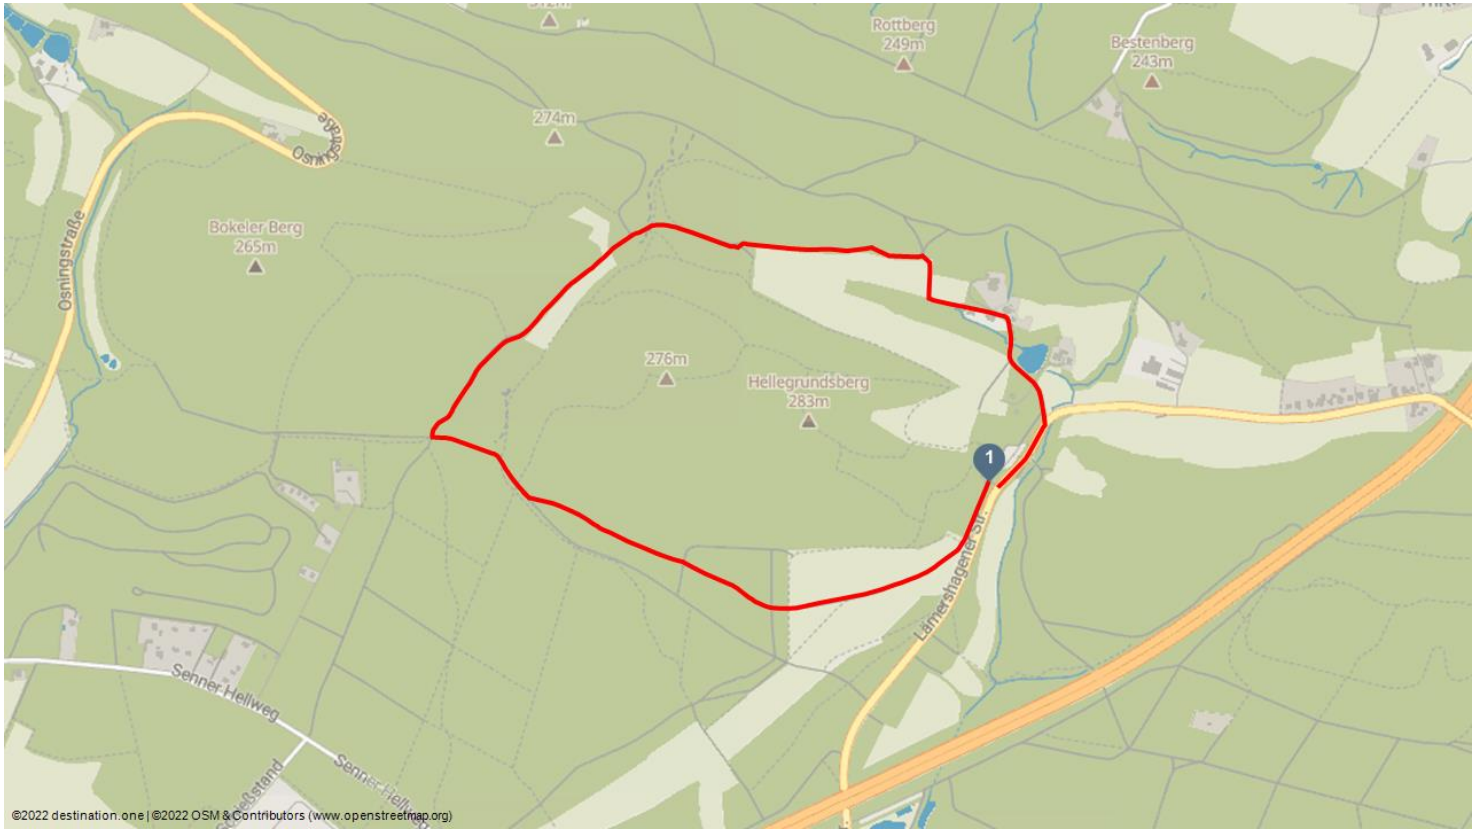 Rottberg
249m
Bestenberg
243m
274m
Osningstraße
Osningstraße
Bokeler Berg
265m
276m
Hellegrundsberg
283m
1
Lämershagener Str.
Senner Hellweg
Senner Hellweg
©2022 destination.one | ©2022 OSM & Contributors (www.openstreetmap.org)